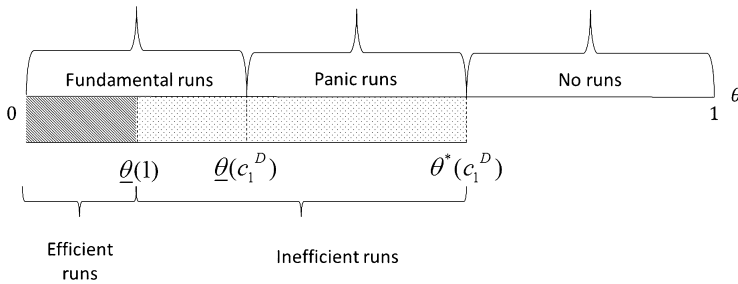 Fundamental runs Panic runs No runs
0 1 θ
θ̲(1) θ̲(c₁ᴰ) θ*(c₁ᴰ)
Efficient
runs
Inefficient runs